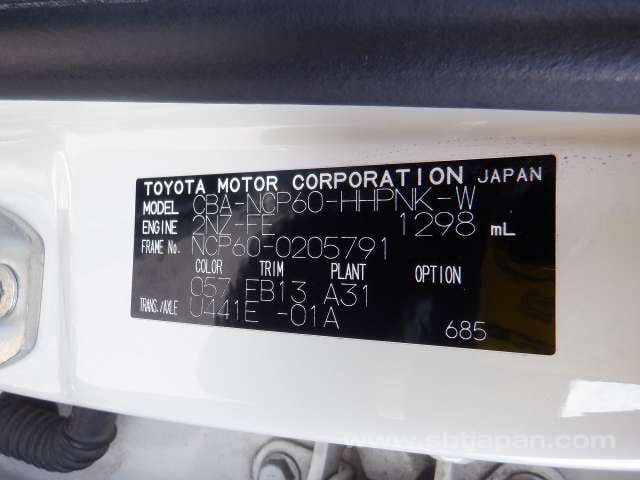 TOYOTA MOTOR CORPORATION JAPAN
MODEL CBA-NCP60-HHPNK-W
ENGINE 2NZ-FE 1298 mL
FRAME No. NCP60-0205791
COLOR TRIM PLANT OPTION
057 EB13 A31
TRANS./AXLE U441E -01A
685
www.sbtjapan.com